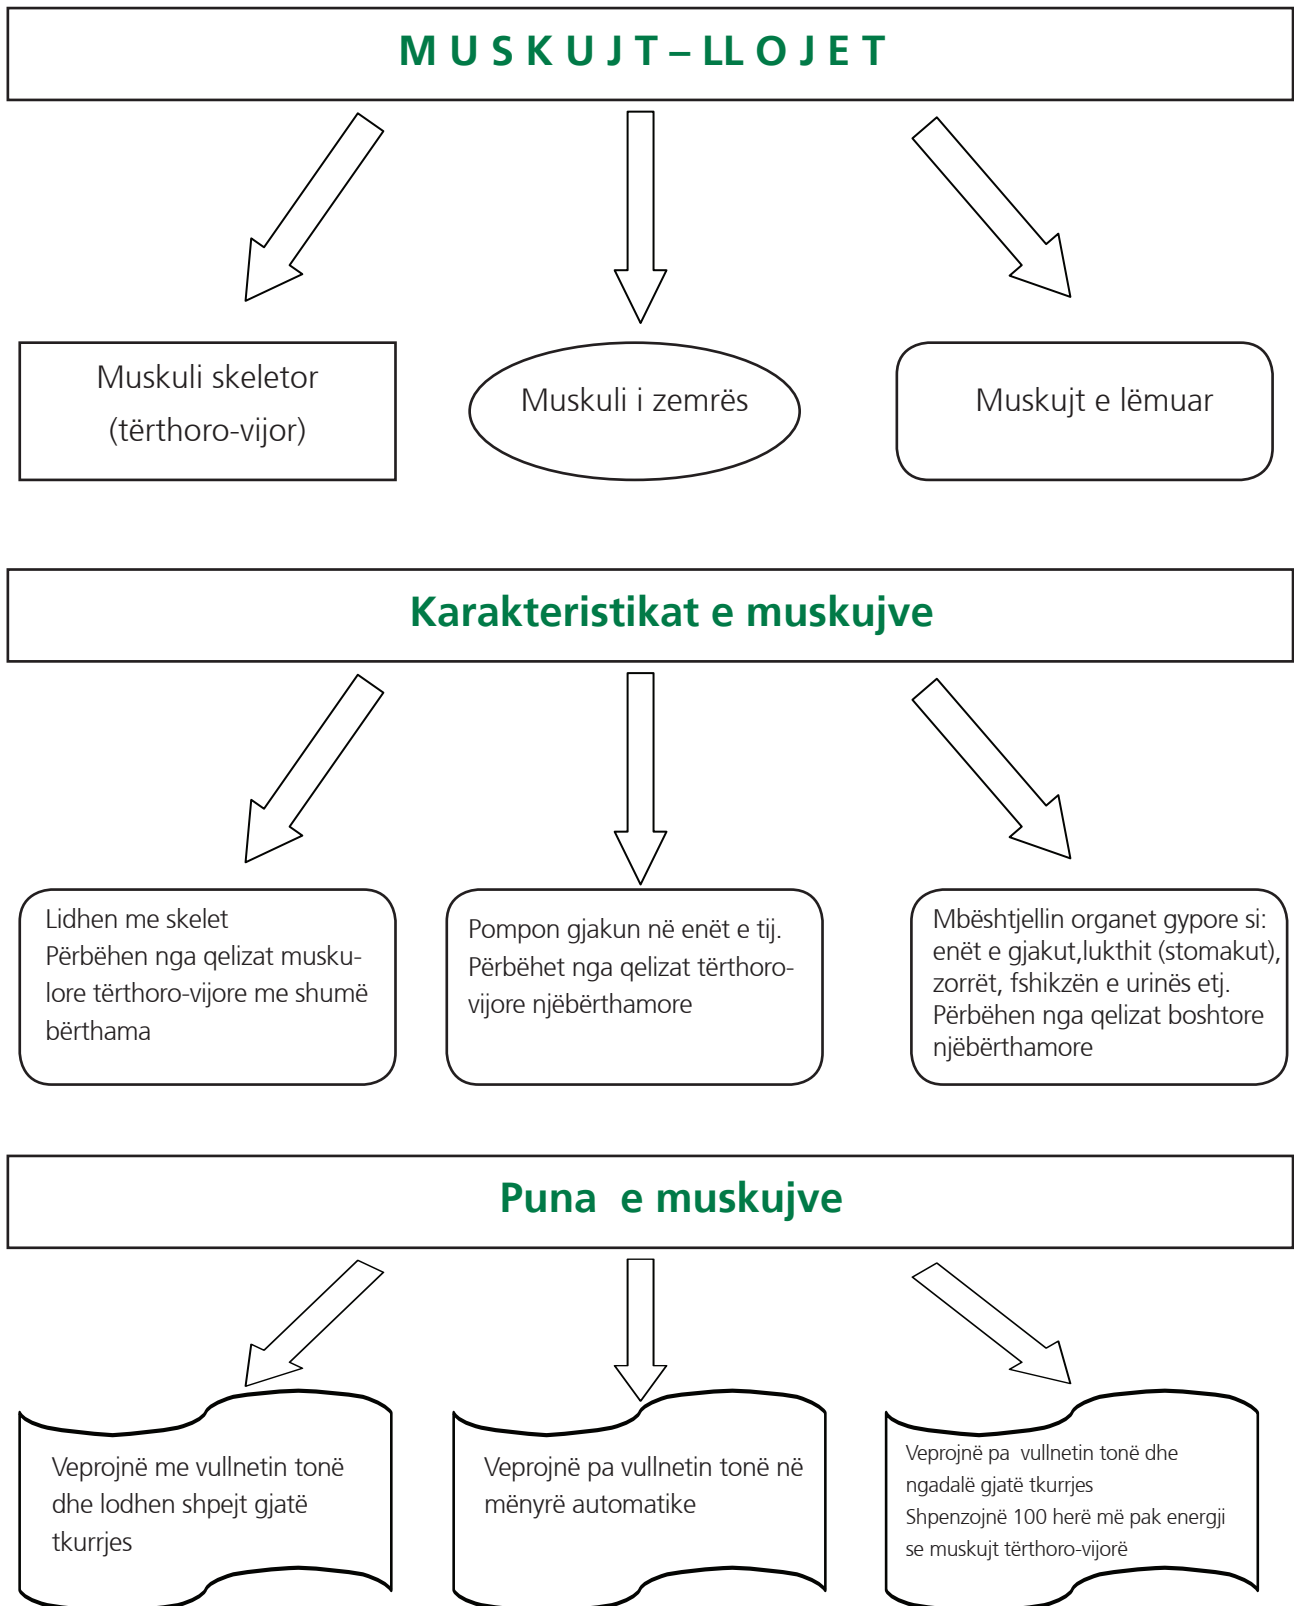 MUSKUJT – LLOJET
Muskuli skeletor
(tërthoro-vijor)
Muskuli i zemrës
Muskujt e lëmuar
Karakteristikat e muskujve
Lidhen me skelet
Përbëhen nga qelizat musku-
lore tërthoro-vijore me shumë
bërthama
Pompon gjakun në enët e tij.
Përbëhet nga qelizat tërthoro-
vijore njëbërthamore
Mbështjellin organet gypore si:
enët e gjakut,lukthit (stomakut),
zorrët, fshikzën e urinës etj.
Përbëhen nga qelizat boshtore
njëbërthamore
Puna e muskujve
Veprojnë me vullnetin tonë
dhe lodhen shpejt gjatë
tkurrjes
Veprojnë pa vullnetin tonë në
mënyrë automatike
Veprojnë pa vullnetin tonë dhe
ngadalë gjatë tkurrjes
Shpenzojnë 100 herë më pak energji
se muskujt tërthoro-vijorë